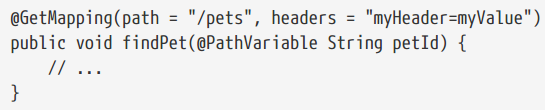 @GetMapping(path = "/pets", headers = "myHeader=myValue")
public void findPet(@PathVariable String petId) {
    // ...
}